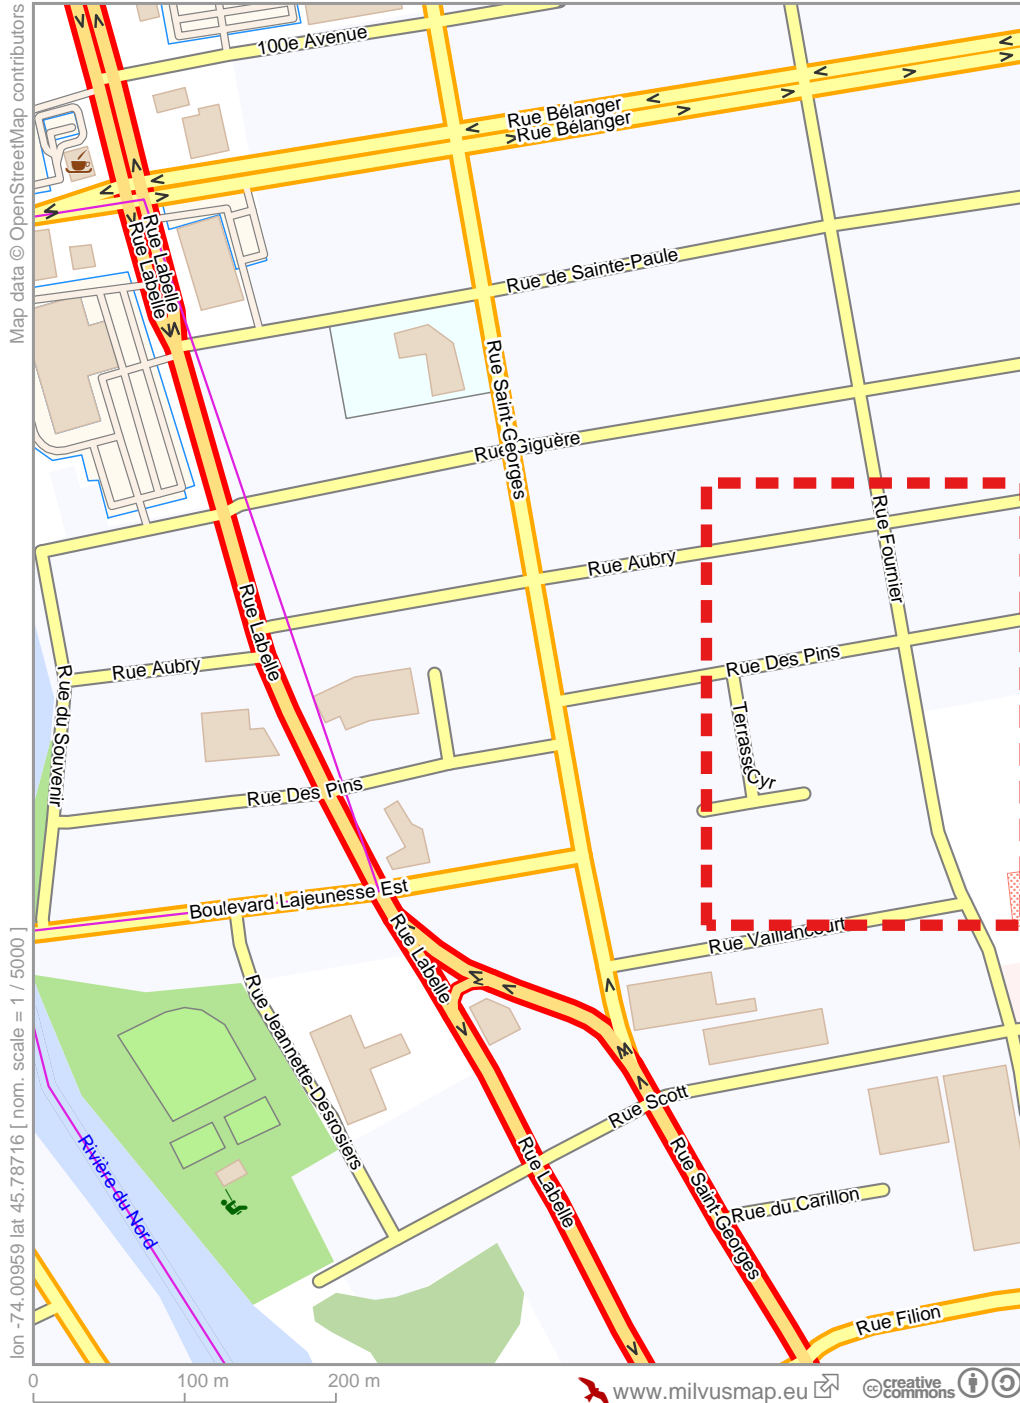 Map data © OpenStreetMap contributors
lon -74.00959 lat 45.78716 [ nom. scale = 1 / 5000 ]
100e Avenue
Rue Bélanger
Rue Bélanger
Rue Labelle
Rue Labelle
Rue de Sainte-Paule
Rue Saint-Georges
Rue Giguère
Rue Fournier
Rue Aubry
Rue Labelle
Rue Aubry
Rue Des Pins
Rue du Souvenir
Terrasse Cyr
Rue Des Pins
Boulevard Lajeunesse Est
Rue Labelle
Rue Vaillancourt
Rue Jeannette-Desrosiers
Rue Scott
Rivière du Nord
Rue Labelle
Rue Saint-Georges
Rue du Carillon
Rue Filion
0
100 m
200 m
www.milvusmap.eu
cc creative commons